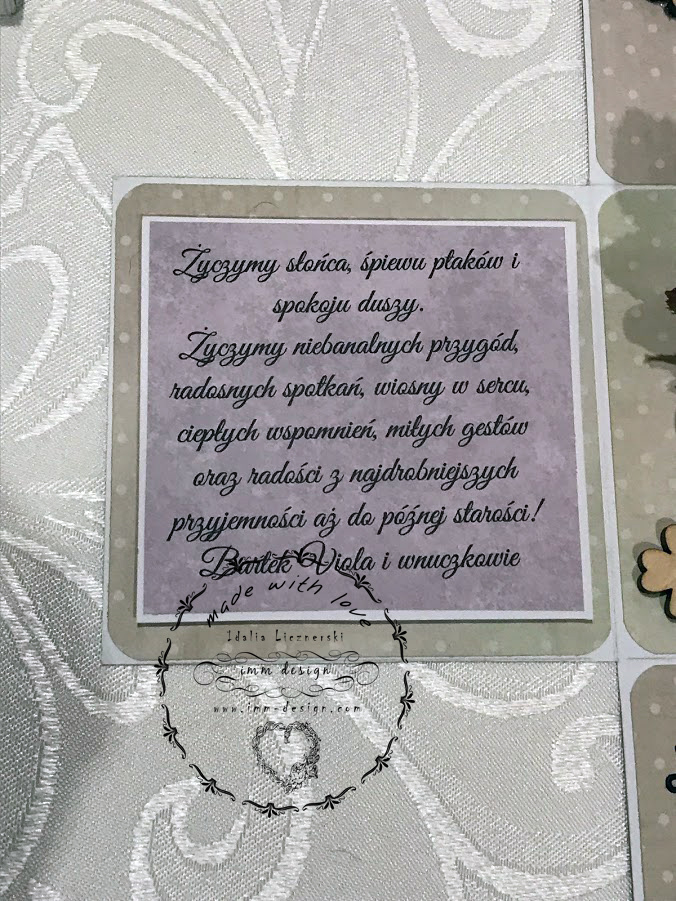 Życzymy słońca, śpiewu ptaków i
spokoju duszy.
Życzymy niebanalnych przygód,
radosnych spotkań, wiosny w sercu,
ciepłych wspomnień, miłych gestów
oraz radości z najdrobniejszych
przyjemności aż do późnej starości!
Bartek Viola i wnuczkowie
made with love
Idalia Licznerski
imm design
www.imm-design.com